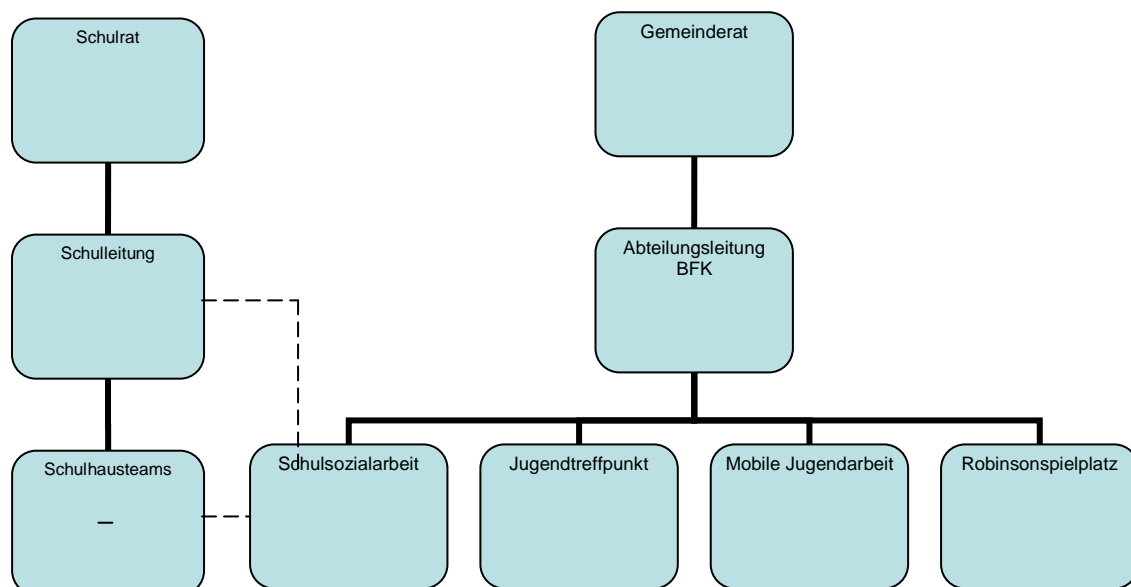 Schulrat
Gemeinderat
Schulleitung
Abteilungsleitung
BFK
Schulhausteams
–
Schulsozialarbeit
Jugendtreffpunkt
Mobile Jugendarbeit
Robinsonspielplatz